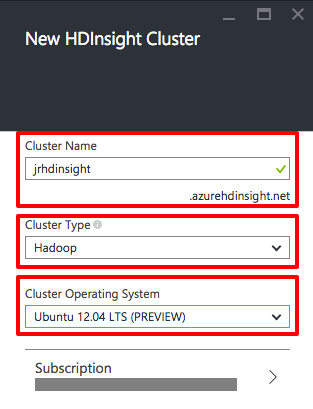 New HDInsight Cluster
Cluster Name
jrhdinsight
.azurehdinsight.net
Cluster Type
Hadoop
Cluster Operating System
Ubuntu 12.04 LTS (PREVIEW)
Subscription